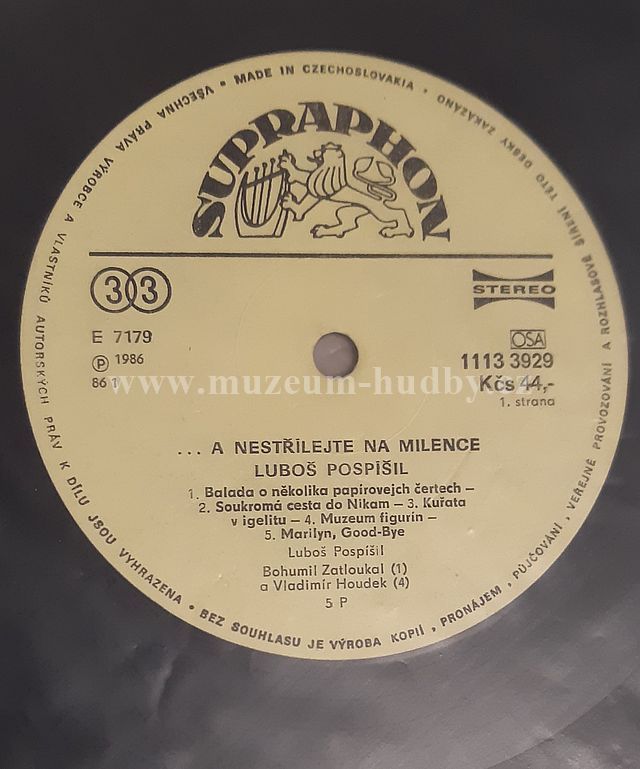 VŠECHNA PRÁVA VÝROBCE A VLASTNÍKŮ AUTORSKÝCH PRÁV K DÍLU JSOU VYHRAZENA • BEZ SOUHLASU JE VÝROBA KOPIÍ, PRONÁJEM, PŮJČOVÁNÍ, VEŘEJNÉ PROVOZOVÁNÍ A ROZHLASOVÉ ŠÍŘENÍ TÉTO DESKY ZAKÁZÁNO • MADE IN CZECHOSLOVAKIA •
SUPRAPHON
33
STEREO
E 7179
OSA
Ⓟ 1986
1113 3929
86 1
Kčs 44,-
www.muzeum-hudby.cz
1. strana
... A NESTŘÍLEJTE NA MILENCE
LUBOŠ POSPÍŠIL
1. Balada o několika papírovejch čertech –
2. Soukromá cesta do Nikam – 3. Kuřata
v igelitu – 4. Muzeum figurín –
5. Marilyn, Good-Bye
Luboš Pospíšil
Bohumil Zatloukal (1)
a Vladimír Houdek (4)
5 P